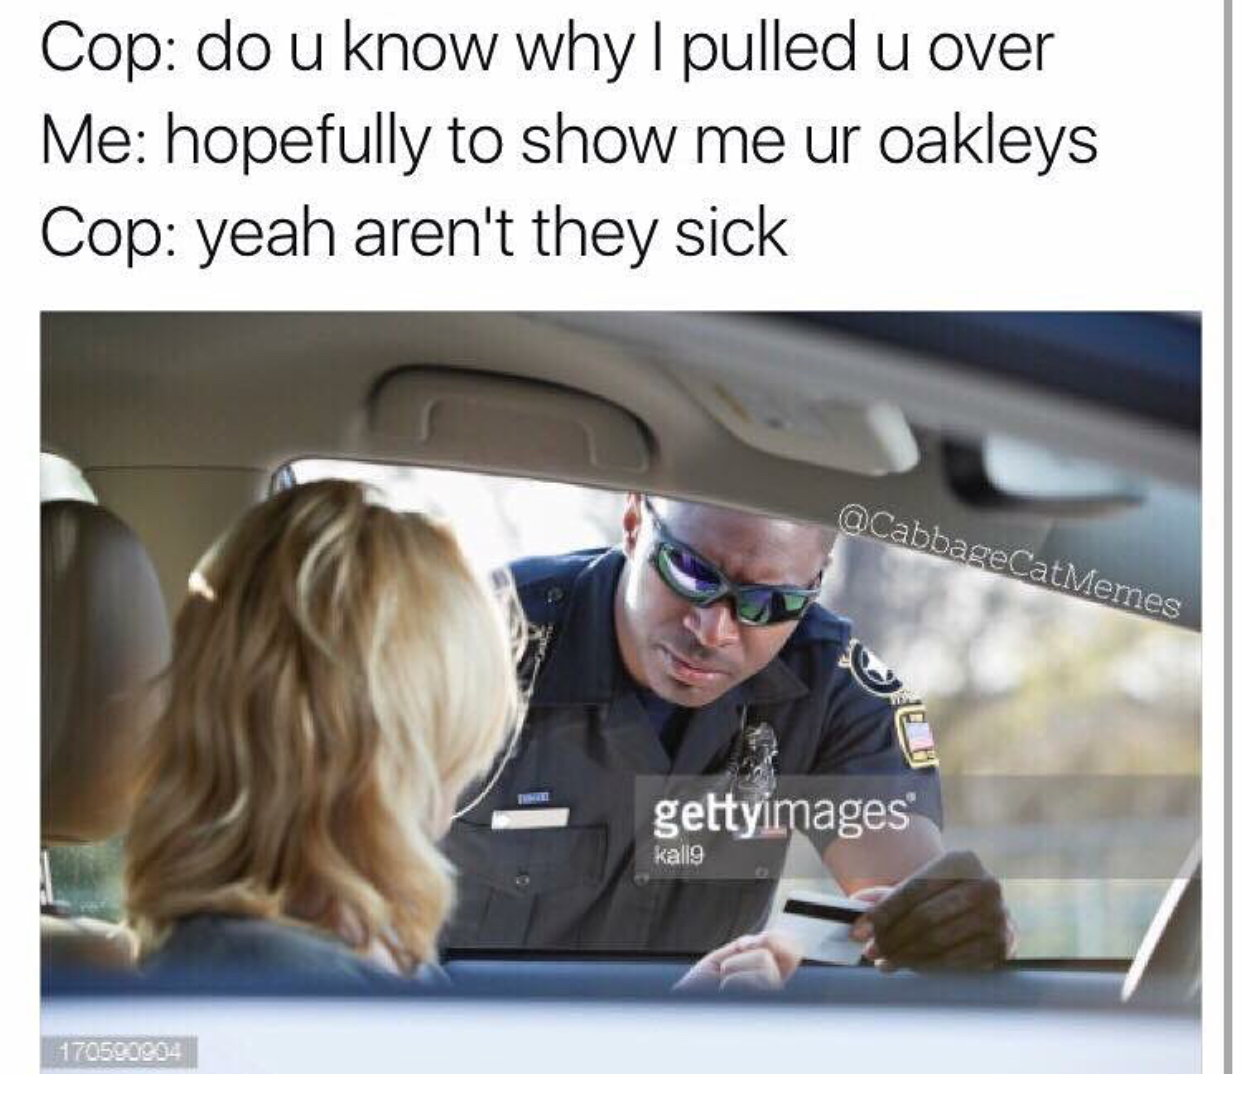 Cop: do u know why I pulled u over
Me: hopefully to show me ur oakleys
Cop: yeah aren't they sick
@CabbageCatMemes
gettyimages®
kali9
170590904